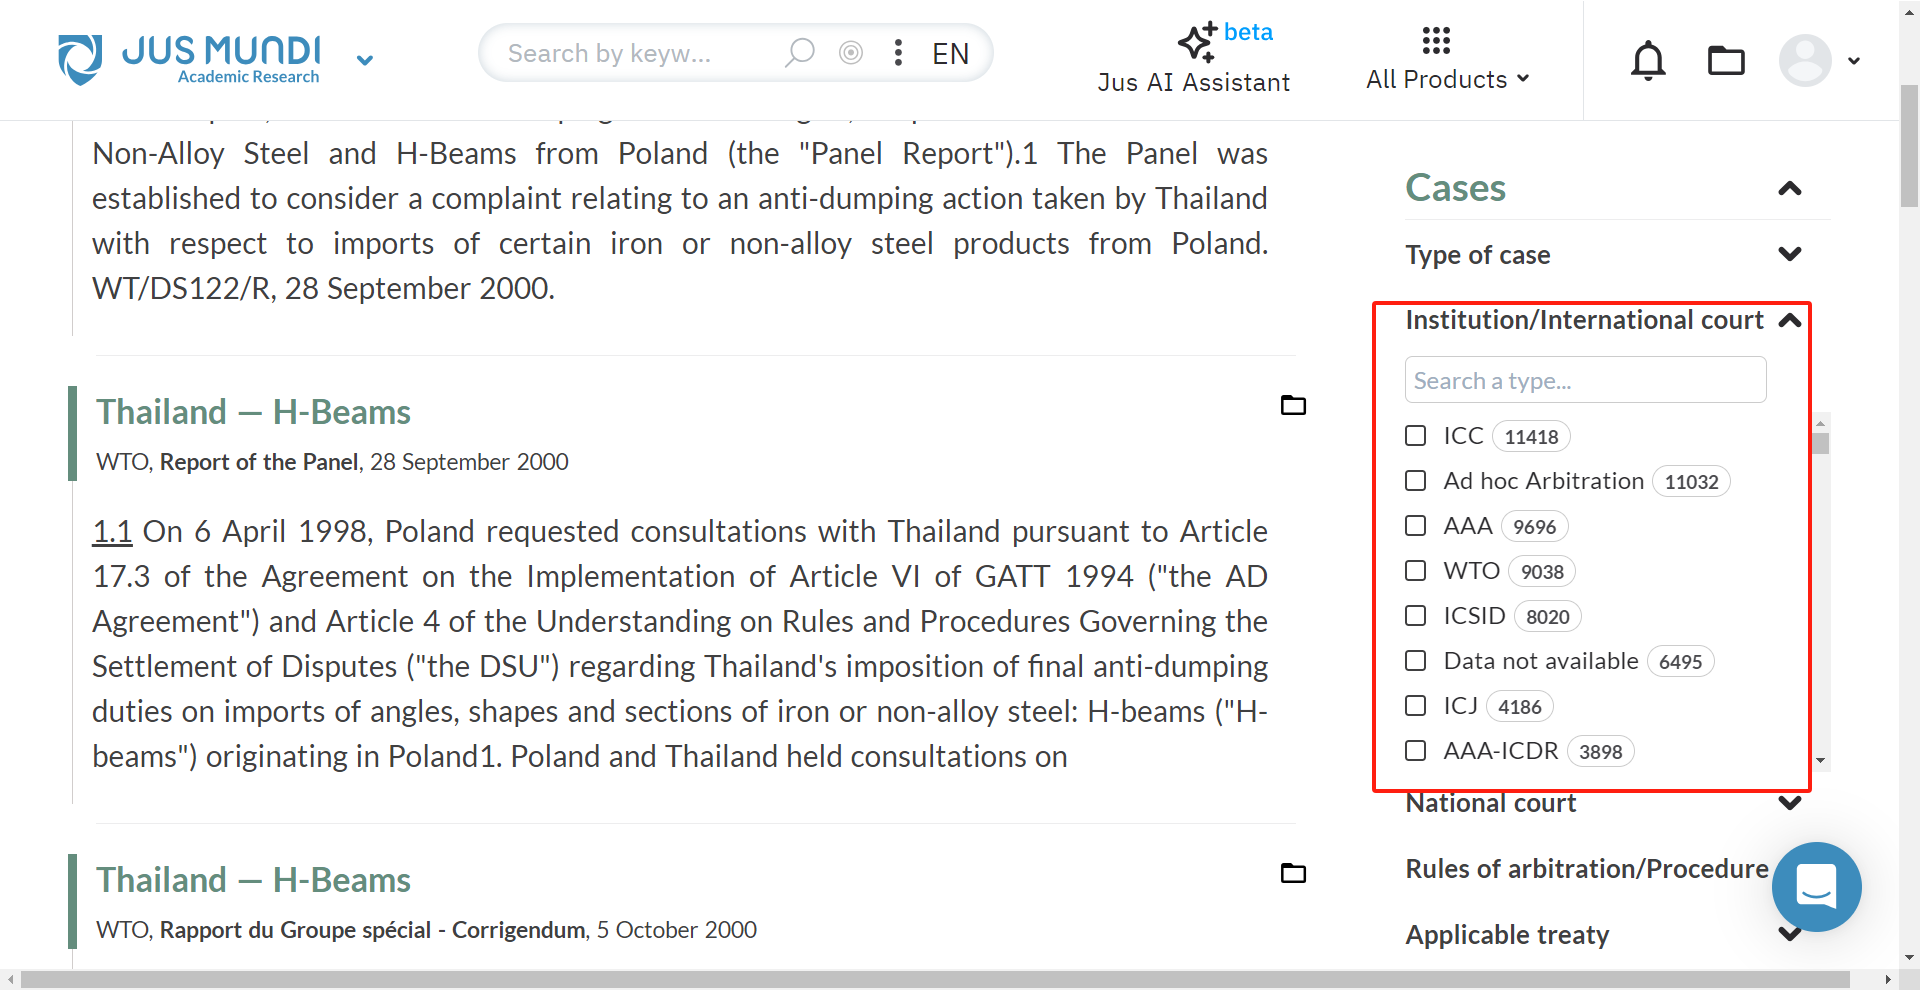 JUS MUNDI
Academic Research
Search by keyw...
EN
beta
Jus AI Assistant
All Products
Non-Alloy Steel and H-Beams from Poland (the "Panel Report").1 The Panel was
established to consider a complaint relating to an anti-dumping action taken by Thailand
with respect to imports of certain iron or non-alloy steel products from Poland.
WT/DS122/R, 28 September 2000.
Thailand — H-Beams
WTO, Report of the Panel, 28 September 2000
1.1 On 6 April 1998, Poland requested consultations with Thailand pursuant to Article
17.3 of the Agreement on the Implementation of Article VI of GATT 1994 ("the AD
Agreement") and Article 4 of the Understanding on Rules and Procedures Governing the
Settlement of Disputes ("the DSU") regarding Thailand's imposition of final anti-dumping
duties on imports of angles, shapes and sections of iron or non-alloy steel: H-beams ("H-
beams") originating in Poland1. Poland and Thailand held consultations on
Thailand — H-Beams
WTO, Rapport du Groupe spécial - Corrigendum, 5 October 2000
Cases
Type of case
Institution/International court
Search a type...
ICC 11418
Ad hoc Arbitration 11032
AAA 9696
WTO 9038
ICSID 8020
Data not available 6495
ICJ 4186
AAA-ICDR 3898
National court
Rules of arbitration/Procedure
Applicable treaty